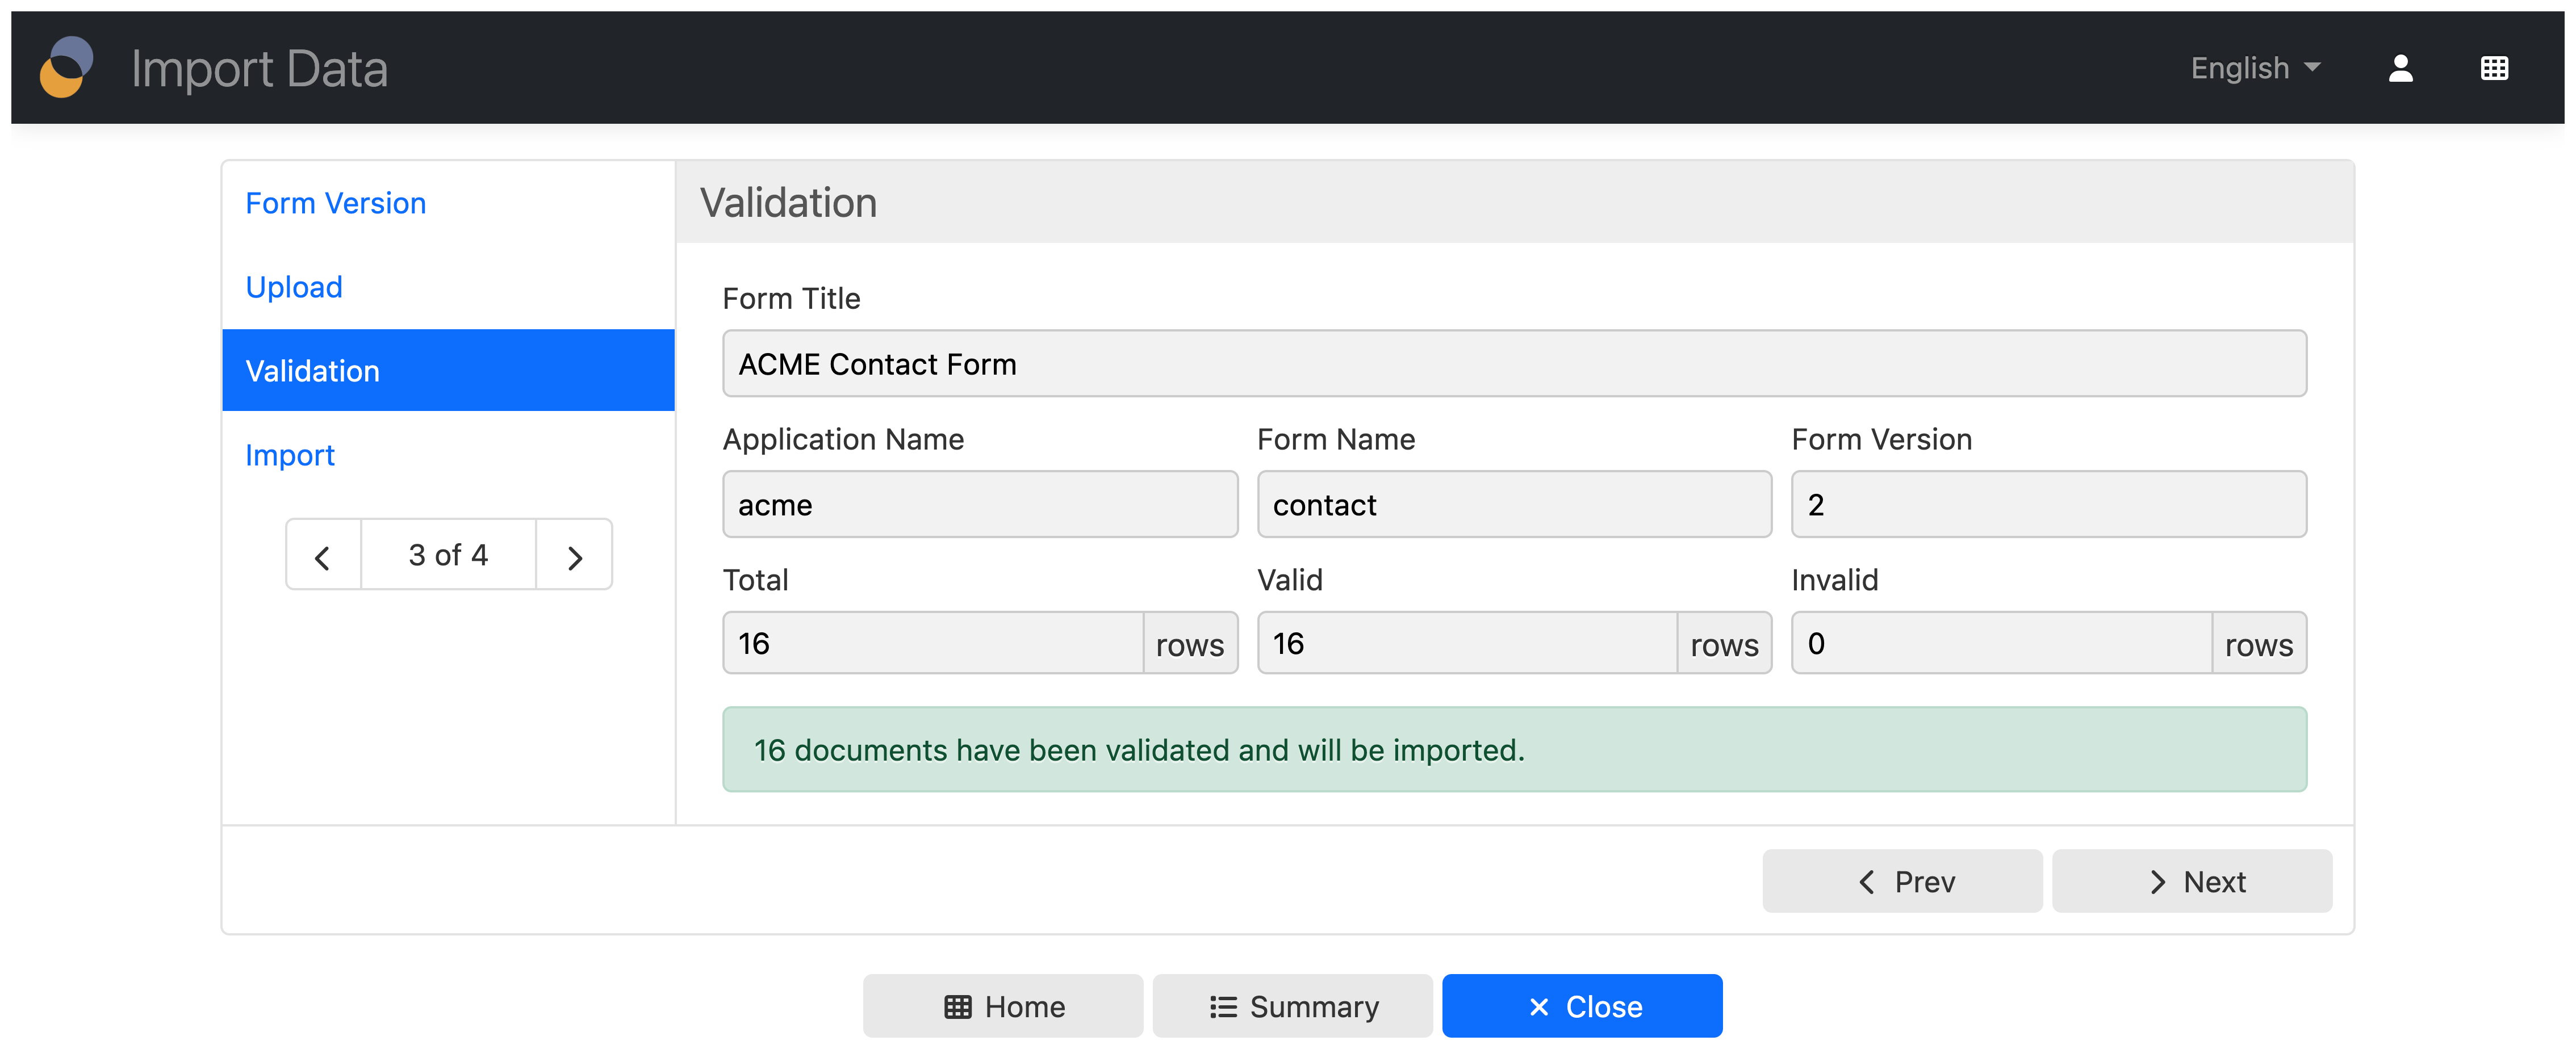 Import Data
English
Form Version
Upload
Validation
Import
3 of 4
Validation
Form Title
ACME Contact Form
Application Name Form Name Form Version
acme contact 2
Total Valid Invalid
16 rows 16 rows 0 rows
16 documents have been validated and will be imported.
Prev Next
Home Summary Close